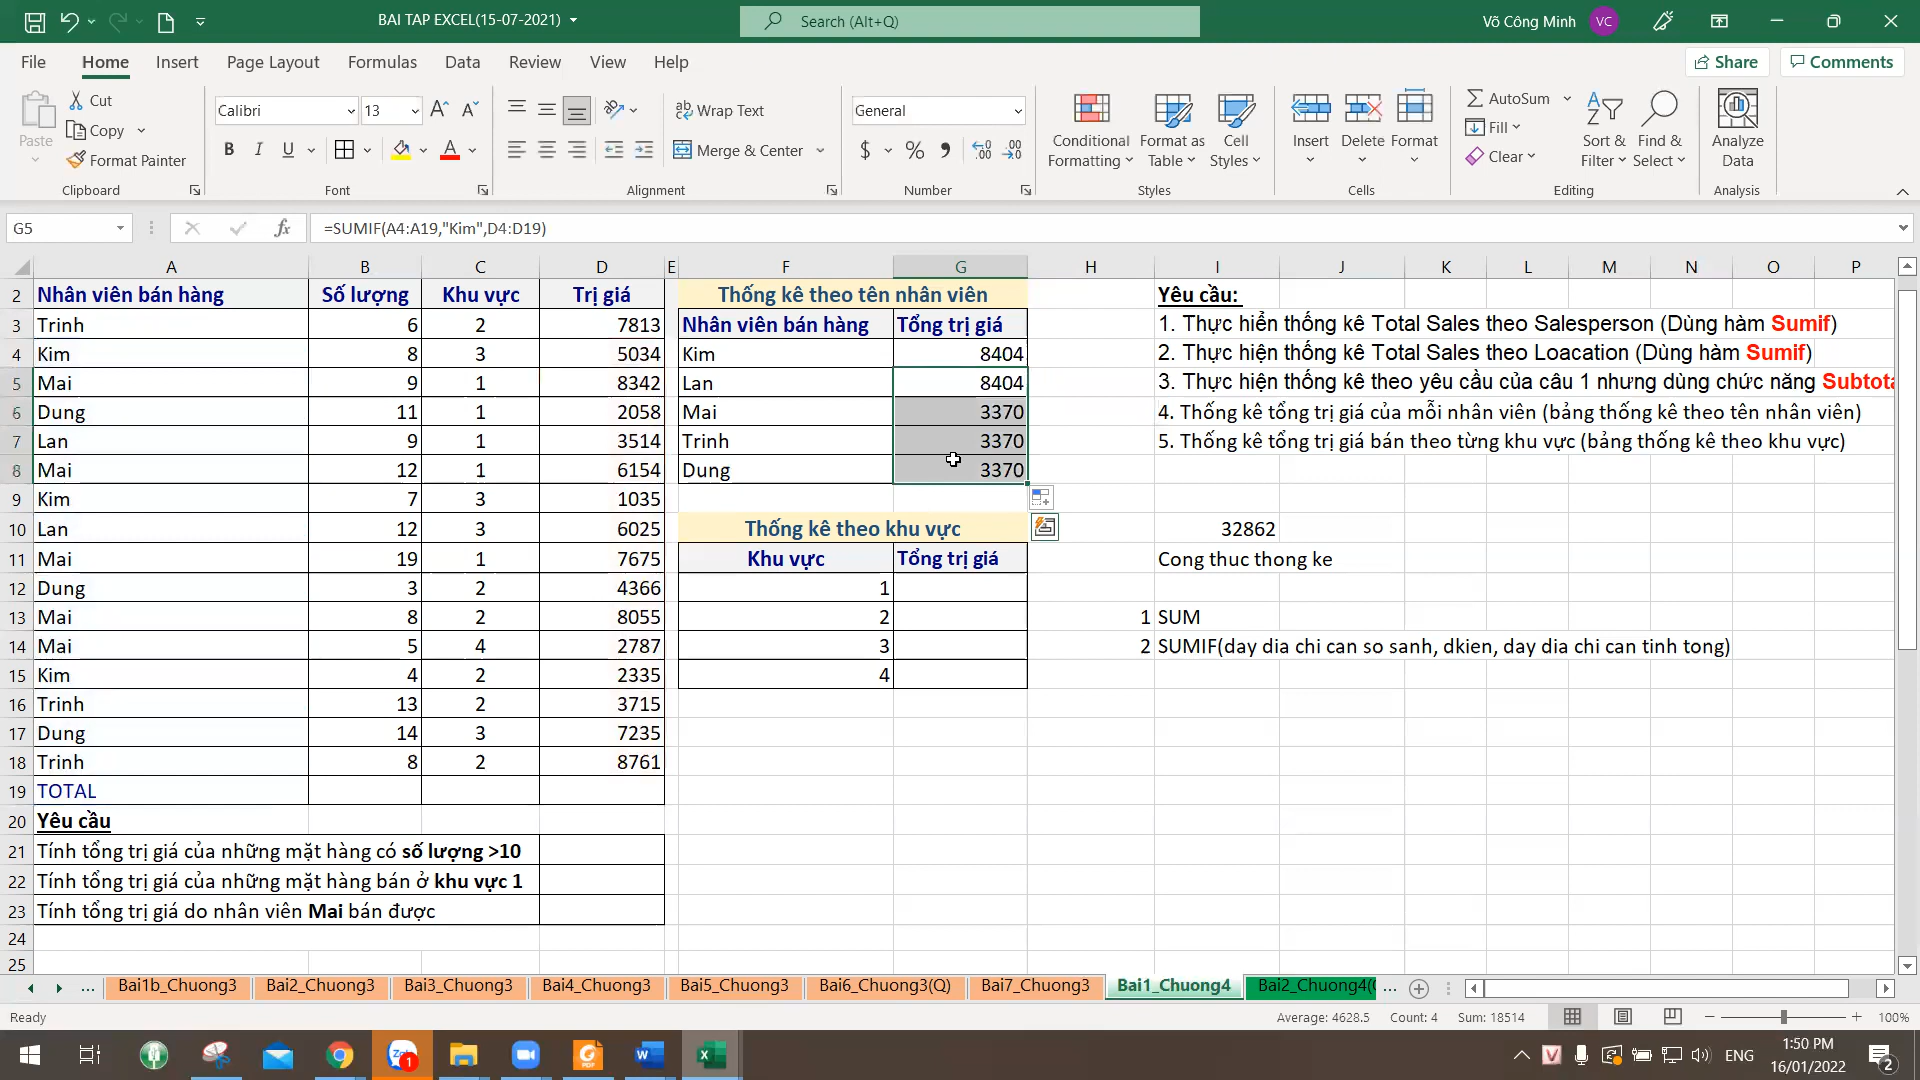 BAI TAP EXCEL(15-07-2021)
Search (Alt+Q)
Võ Công Minh
VC
File Home Insert Page Layout Formulas Data Review View Help
Share Comments
Paste
Cut
Copy
Format Painter
Clipboard
Calibri 13
B I U
Font
Wrap Text
Merge & Center
Alignment
General
$ % ,
Number
Conditional Formatting
Format as Table
Cell Styles
Styles
Insert Delete Format
Cells
AutoSum
Fill
Clear
Sort & Filter
Find & Select
Editing
Analyze Data
Analysis
G5
fx
=SUMIF(A4:A19,"Kim",D4:D19)
A B C D E F G H I J K L M N O P
2 Nhân viên bán hàng Số lượng Khu vực Trị giá Thống kê theo tên nhân viên Yêu cầu:
3 Trinh 6 2 7813 Nhân viên bán hàng Tổng trị giá 1. Thực hiển thống kê Total Sales theo Salesperson (Dùng hàm Sumif)
4 Kim 8 3 5034 Kim 8404 2. Thực hiện thống kê Total Sales theo Loacation (Dùng hàm Sumif)
5 Mai 9 1 8342 Lan 8404 3. Thực hiện thống kê theo yêu cầu của câu 1 nhưng dùng chức năng Subtota
6 Dung 11 1 2058 Mai 3370 4. Thống kê tổng trị giá của mỗi nhân viên (bảng thống kê theo tên nhân viên)
7 Lan 9 1 3514 Trinh 3370 5. Thống kê tổng trị giá bán theo từng khu vực (bảng thống kê theo khu vực)
8 Mai 12 1 6154 Dung 3370
9 Kim 7 3 1035
10 Lan 12 3 6025 Thống kê theo khu vực 32862
11 Mai 19 1 7675 Khu vực Tổng trị giá Cong thuc thong ke
12 Dung 3 2 4366 1
13 Mai 8 2 8055 2 1 SUM
14 Mai 5 4 2787 3 2 SUMIF(day dia chi can so sanh, dkien, day dia chi can tinh tong)
15 Kim 4 2 2335 4
16 Trinh 13 2 3715
17 Dung 14 3 7235
18 Trinh 8 2 8761
19 TOTAL
20 Yêu cầu
21 Tính tổng trị giá của những mặt hàng có số lượng >10
22 Tính tổng trị giá của những mặt hàng bán ở khu vực 1
23 Tính tổng trị giá do nhân viên Mai bán được
24
25
... Bai1b_Chuong3 Bai2_Chuong3 Bai3_Chuong3 Bai4_Chuong3 Bai5_Chuong3 Bai6_Chuong3(Q) Bai7_Chuong3 Bai1_Chuong4 Bai2_Chuong4( ...
Ready
Average: 4628.5 Count: 4 Sum: 18514
100%
ENG
1:50 PM
16/01/2022
2